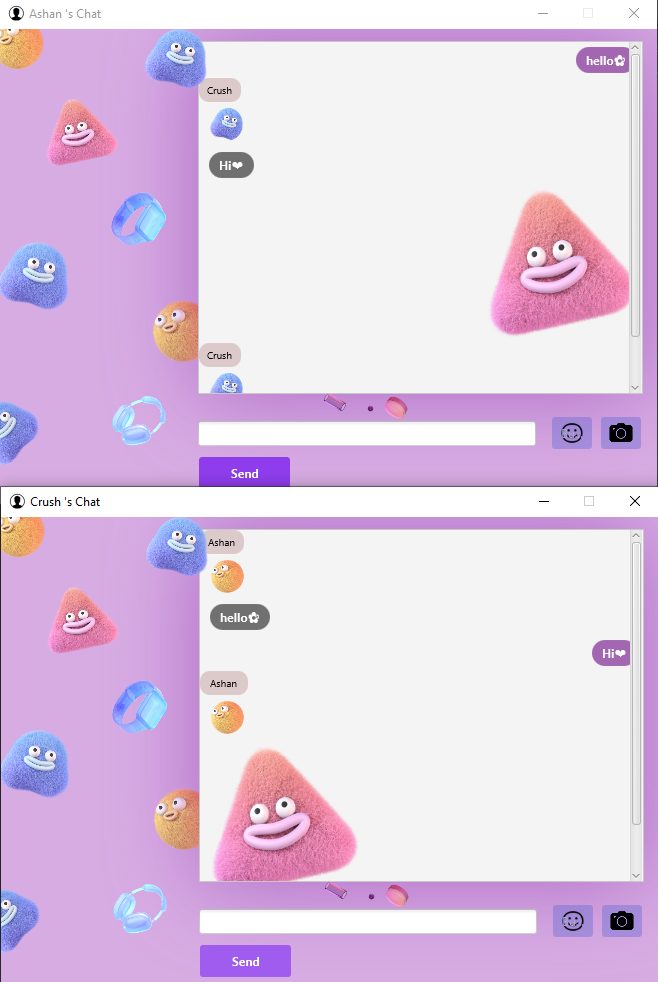 Ashan 's Chat
hello✿
Crush
Hi❤
Crush
Send
Crush 's Chat
Ashan
hello✿
Hi❤
Ashan
Send